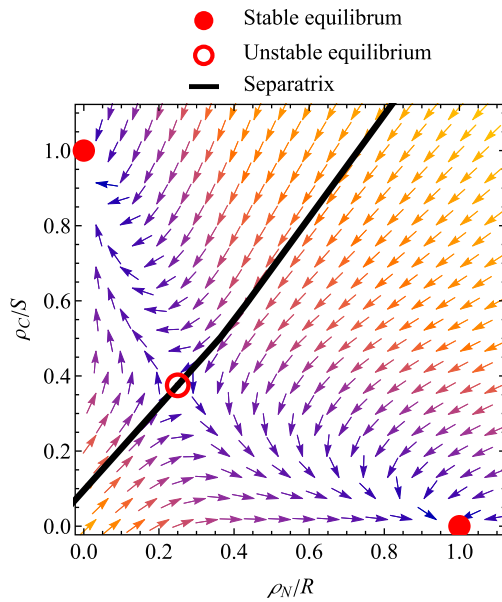 Stable equilibrum
Unstable equilibrium
Separatrix
1.0
0.8
0.6
0.4
0.2
0.0
ρC/S
0.0 0.2 0.4 0.6 0.8 1.0
ρN/R